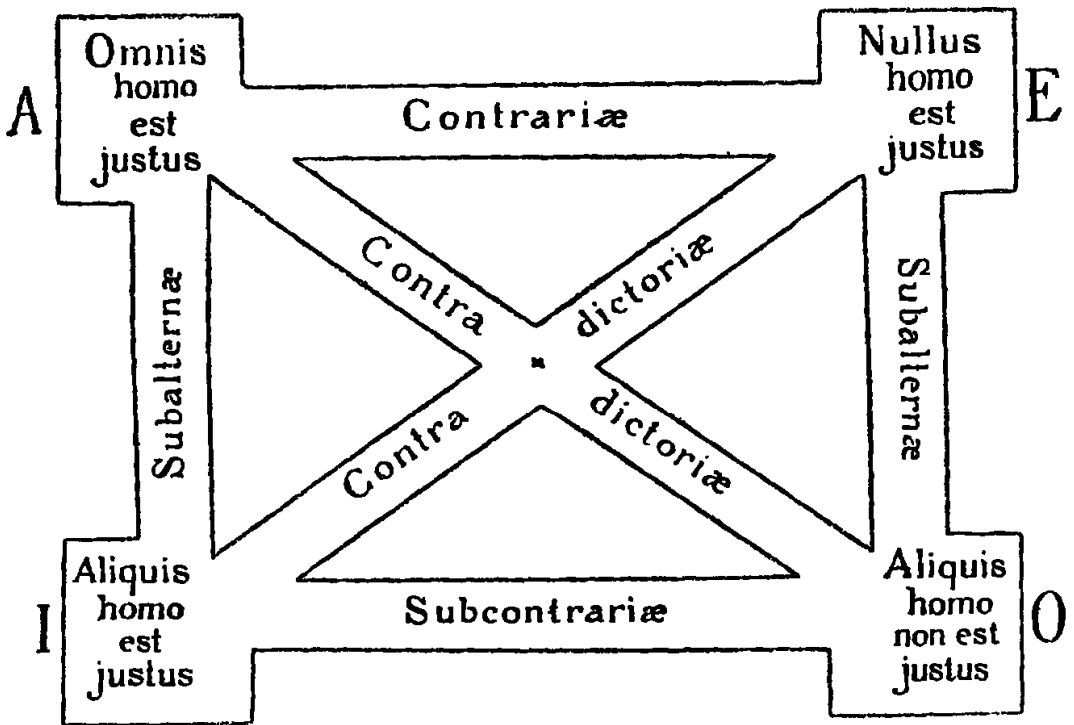 A
Omnis
homo
est
justus
Contrariæ
Nullus
homo
est
justus
E
Subalternæ
Contra
dictoriæ
Contra
dictoriæ
Subalternæ
I
Aliquis
homo
est
justus
Subcontrariæ
Aliquis
homo
non est
justus
O